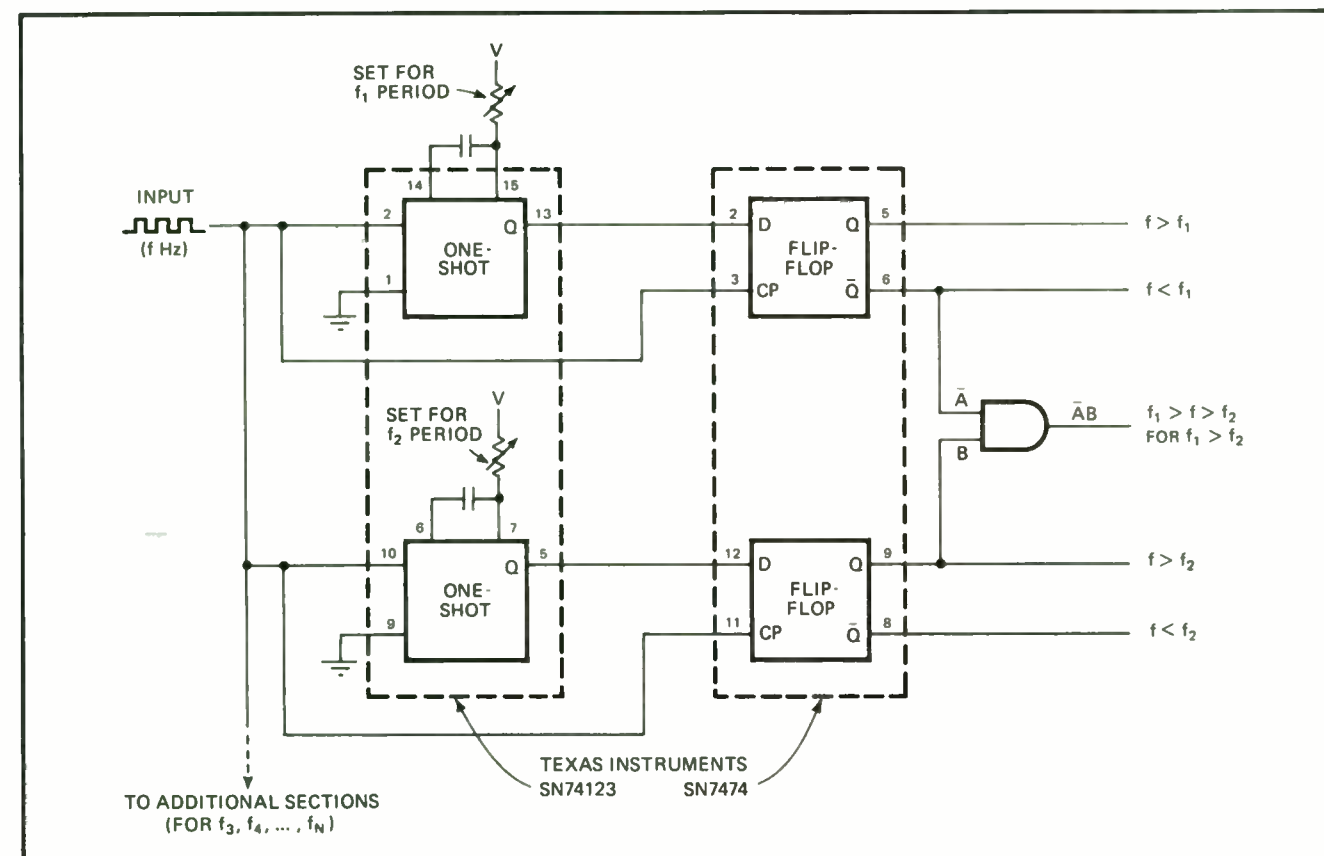 V
SET FOR
f₁ PERIOD
14 15
INPUT
(f Hz)
2 Q 13
ONE-
SHOT
1
2 D Q 5
FLIP-
FLOP
3 CP Q̄ 6
f > f₁
f < f₁
V
SET FOR
f₂ PERIOD
Ā
B
ĀB
f₁ > f > f₂
FOR f₁ > f₂
6 7
10 Q 5
ONE-
SHOT
9
12 D Q 9
FLIP-
FLOP
11 CP Q̄ 8
f > f₂
f < f₂
TEXAS INSTRUMENTS
SN74123 SN7474
TO ADDITIONAL SECTIONS
(FOR f₃, f₄, ... , f_N)